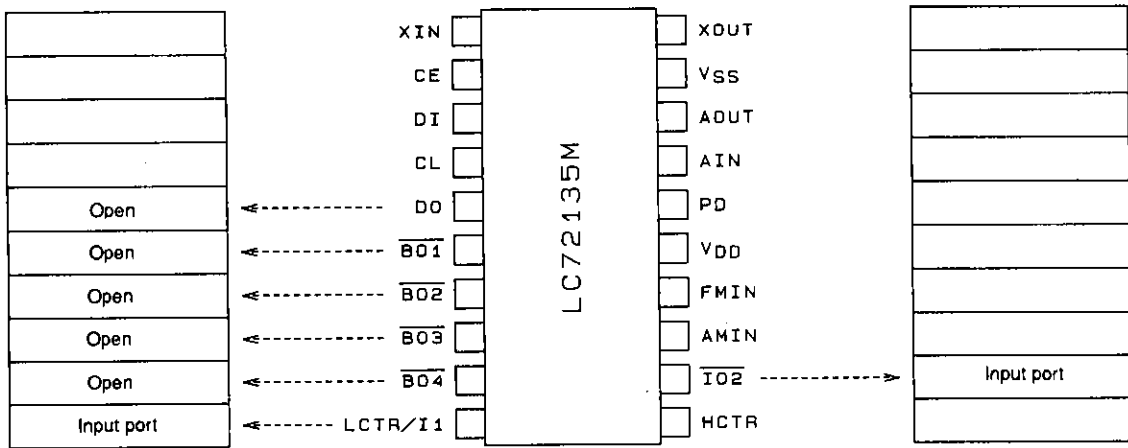 XIN XOUT
CE VSS
DI AOUT
CL AIN
Open DO PD
BO1 VDD
Open
BO2 FMIN
Open
BO3 AMIN
Open
BO4 IO2 Input port
Open
Input port LCTR/I1 HCTR
LC72135M